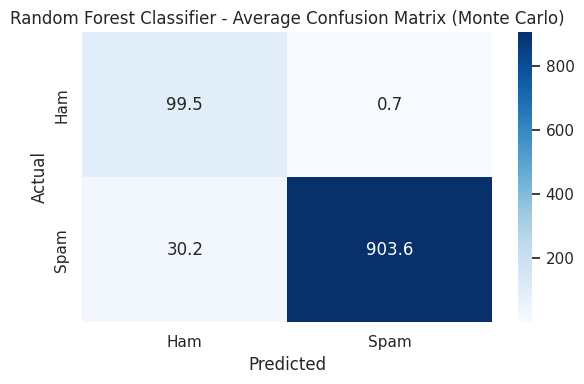 Random Forest Classifier - Average Confusion Matrix (Monte Carlo)
Actual
Ham
99.5
0.7
Spam
30.2
903.6
Ham
Spam
Predicted
800
600
400
200